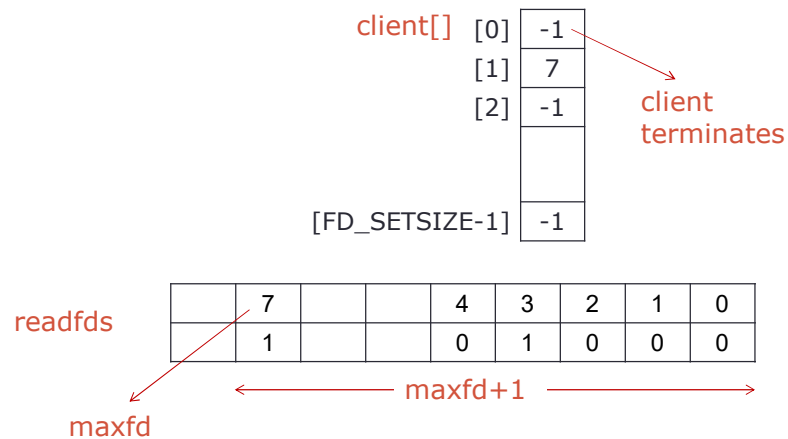 client[] [0] -1
[1] 7
[2] -1
client
terminates
[FD_SETSIZE-1] -1
readfds
7 4 3 2 1 0
1 0 1 0 0 0
maxfd+1
maxfd